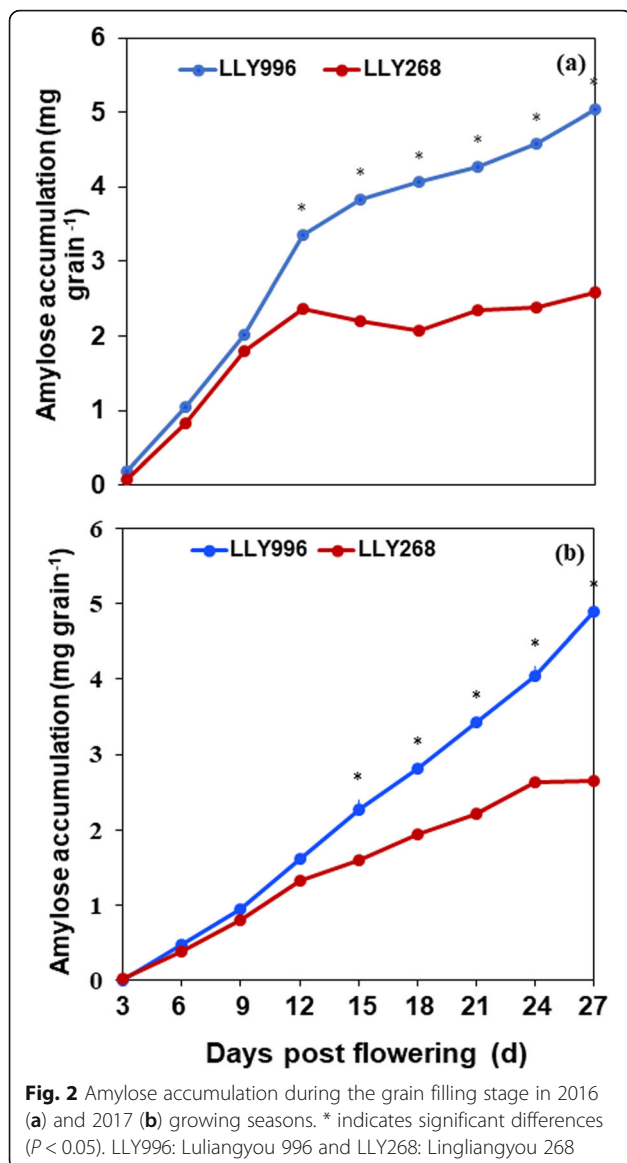 6
5
4
3
2
1
0
Amylose accumulation (mg
grain -1)
LLY996 LLY268 (a)
* * * * * *
6
5
4
3
2
1
0
Amylose accumulation (mg grain-1)
LLY996 LLY268 (b)
* * * * *
3 6 9 12 15 18 21 24 27
Days post flowering (d)
Fig. 2 Amylose accumulation during the grain filling stage in 2016
(a) and 2017 (b) growing seasons. * indicates significant differences
(P < 0.05). LLY996: Luliangyou 996 and LLY268: Lingliangyou 268